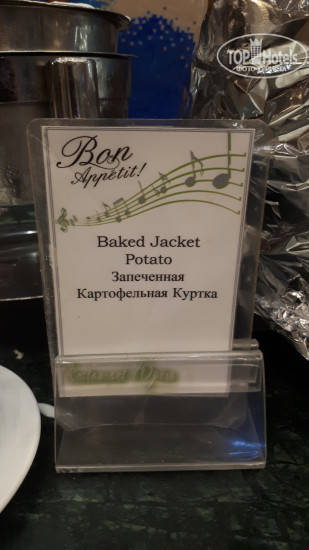 TOP Hotels
Bon
Appétit!
Baked Jacket
Potato
Запеченная
Картофельная Куртка